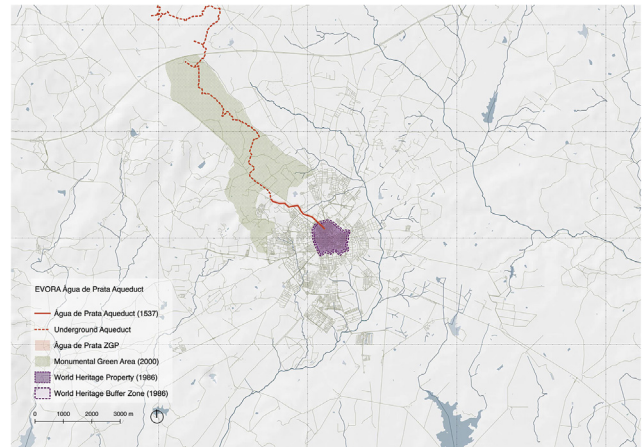 EVORA Água de Prata Aqueduct
Água de Prata Aqueduct (1537)
Underground Aqueduct
Água de Prata ZGP
Monumental Green Area (2000)
World Heritage Property (1986)
World Heritage Buffer Zone (1986)
0 1000 2000 3000 m